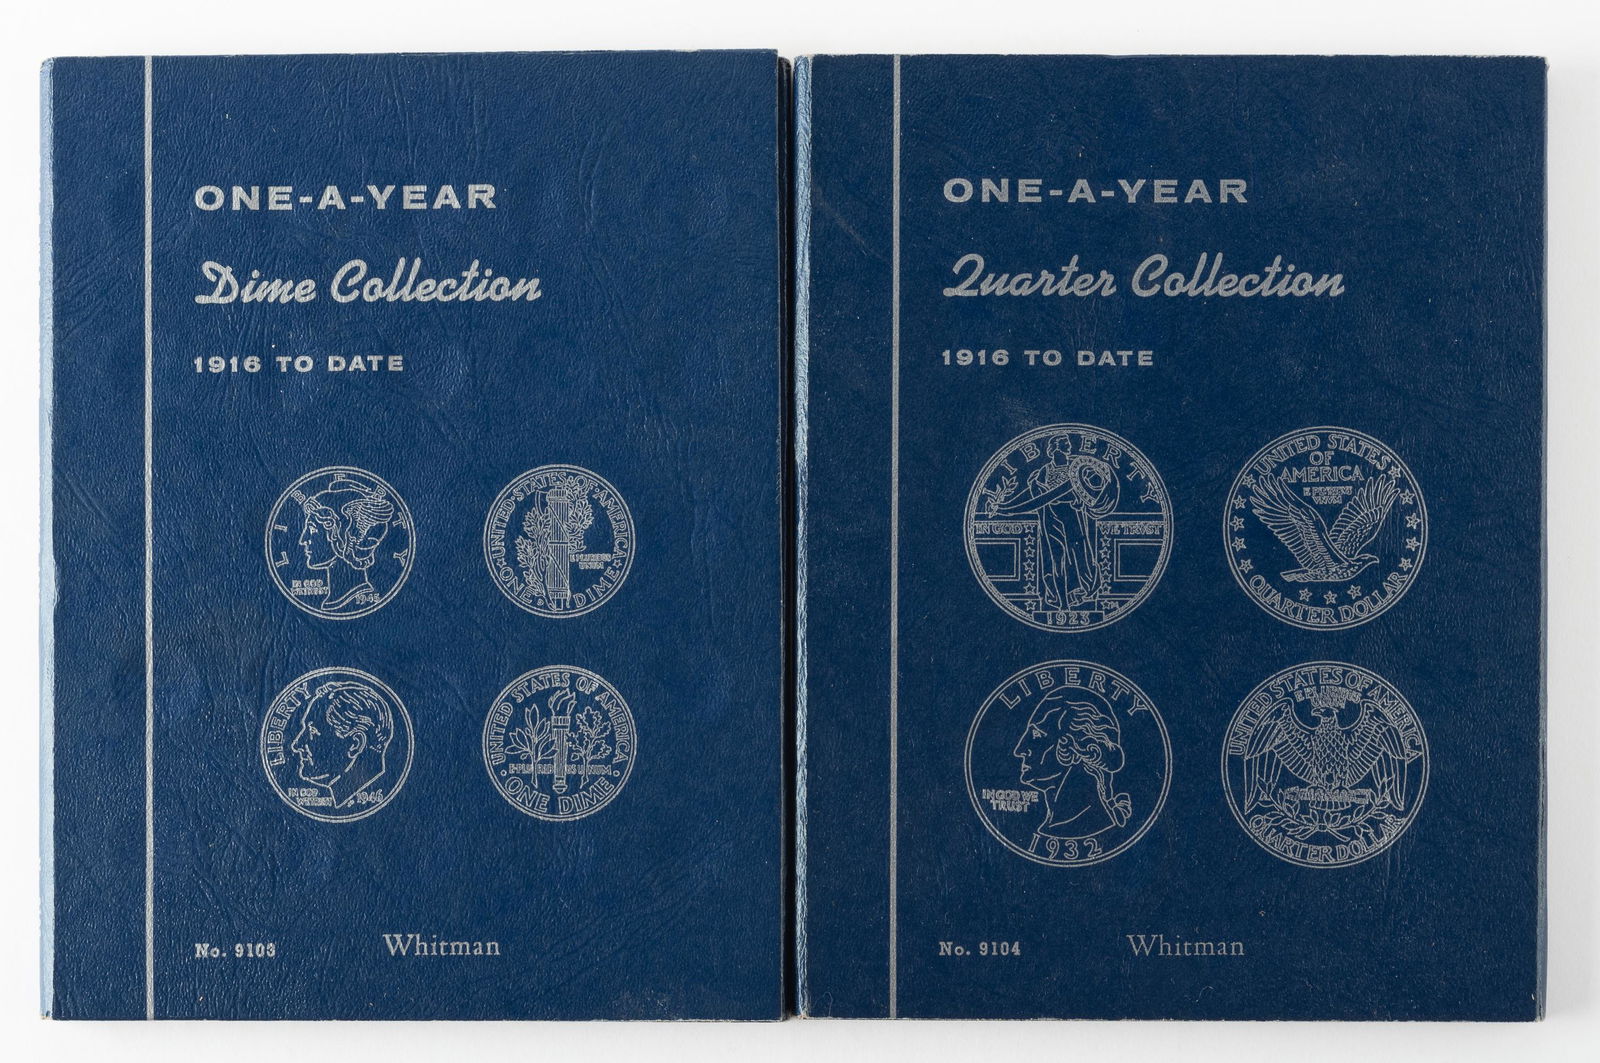 ONE-A-YEAR
Dime Collection
1916 TO DATE
LIBERTY
IN GOD
WE TRUST
1945
UNITED·STATES·OF·AMERICA
E PLURIBUS
UNUM
ONE DIME
LIBERTY
IN GOD
WE TRUST
1946
UNITED STATES OF AMERICA
E PLURIBUS UNUM
· ONE DIME ·
No. 9103
Whitman
ONE-A-YEAR
Quarter Collection
1916 TO DATE
LIBERTY
IN GOD WE TRUST
1923
UNITED STATES
OF
AMERICA
E PLURIBUS
UNUM
QUARTER DOLLAR
LIBERTY
IN GOD WE
TRUST
1932
UNITED STATES OF AMERICA
E PLURIBUS
UNUM
QUARTER DOLLAR
No. 9104
Whitman